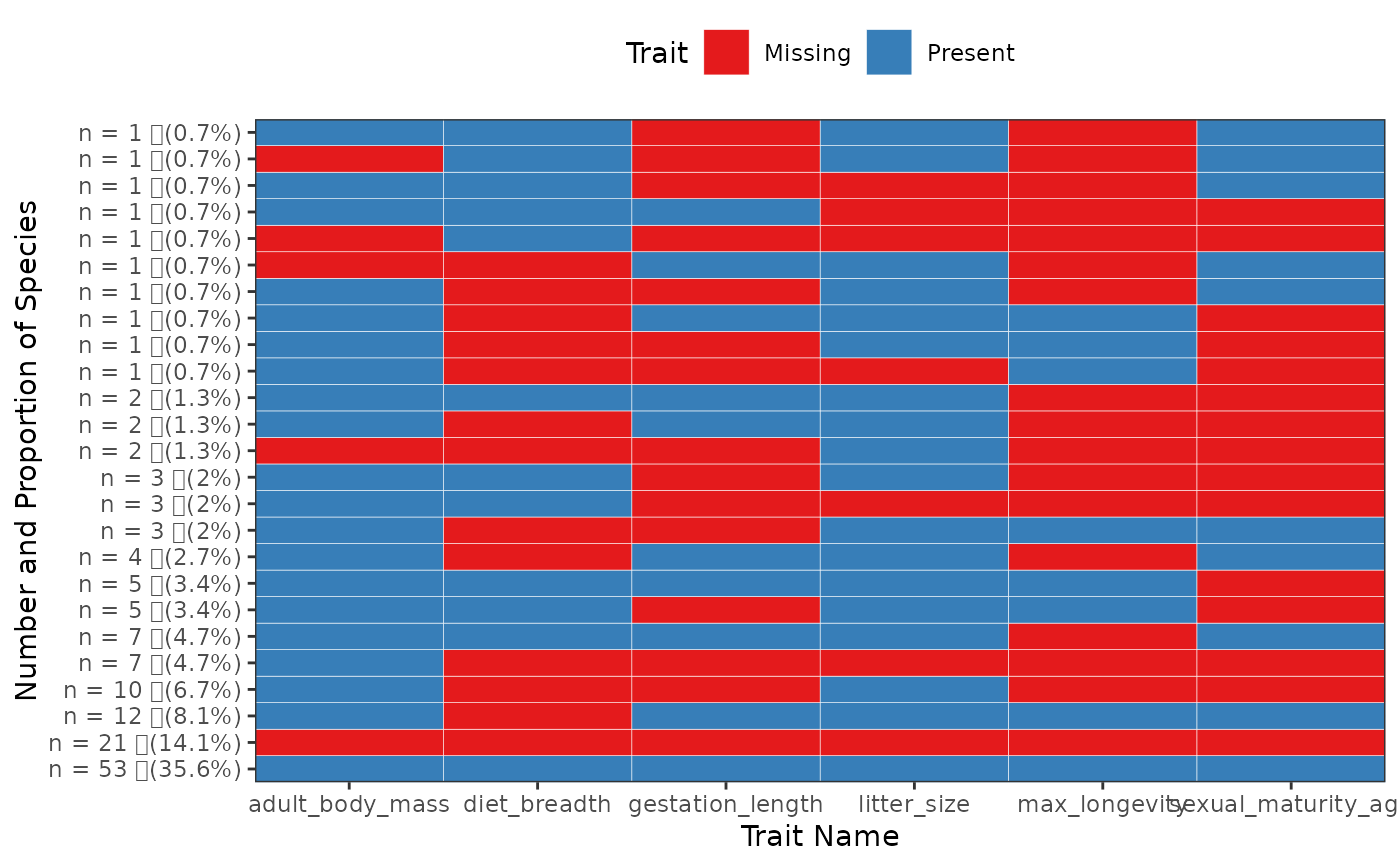 Trait Missing Present
n = 1 (0.7%)
n = 1 (0.7%)
n = 1 (0.7%)
n = 1 (0.7%)
n = 1 (0.7%)
n = 1 (0.7%)
n = 1 (0.7%)
n = 1 (0.7%)
n = 1 (0.7%)
n = 1 (0.7%)
n = 2 (1.3%)
n = 2 (1.3%)
n = 2 (1.3%)
n = 3 (2%)
n = 3 (2%)
n = 3 (2%)
n = 4 (2.7%)
n = 5 (3.4%)
n = 5 (3.4%)
n = 7 (4.7%)
n = 7 (4.7%)
n = 10 (6.7%)
n = 12 (8.1%)
n = 21 (14.1%)
n = 53 (35.6%)
Number and Proportion of Species
adult_body_mass diet_breadth gestation_length litter_size max_longevity sexual_maturity_ag
Trait Name